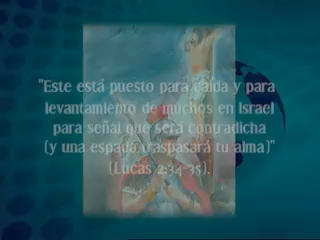 "Este está puesto para caída y para
levantamiento de muchos en Israel
para señal que será contradicha
(y una espada traspasará tu alma)"
(Lucas 2:34-35).